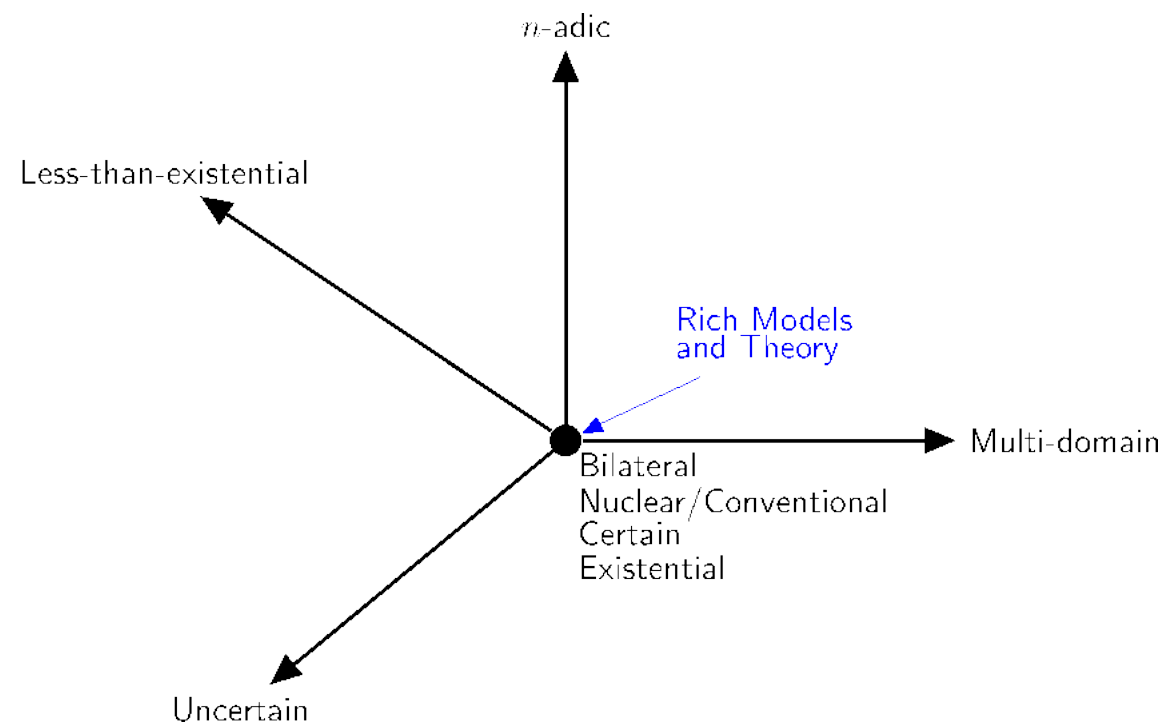 n-adic
Less-than-existential
Rich Models
and Theory
Multi-domain
Bilateral
Nuclear/Conventional
Certain
Existential
Uncertain